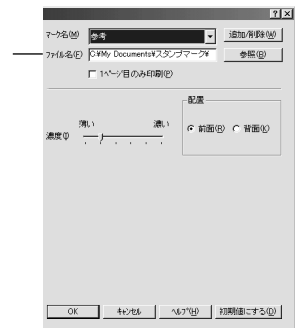 マーク名(M) 参考 追加/削除(W)
ファイル名(F) C:¥My Documents¥スタンプマーク¥ 参照(B)
1ページ目のみ印刷(P)
配置
薄い 濃い
濃度(I) 前面(R) 背面(K)
OK キャンセル ヘルプ(H) 初期値にする(D)